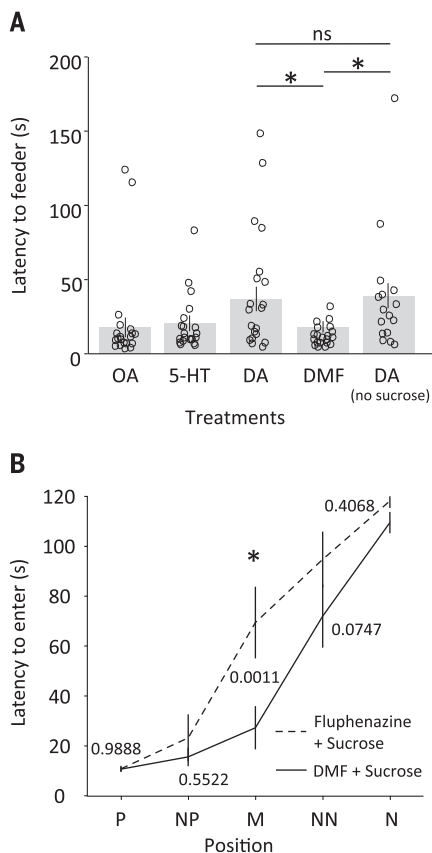 A
ns
*
*
200
150
100
50
0
Latency to feeder (s)
OA 5-HT DA DMF DA
(no sucrose)
Treatments
B
120
100
80
60
40
20
0
Latency to enter (s)
0.4068
*
0.0747
0.0011
0.9888
0.5522
Fluphenazine
+ Sucrose
DMF + Sucrose
P NP M NN N
Position